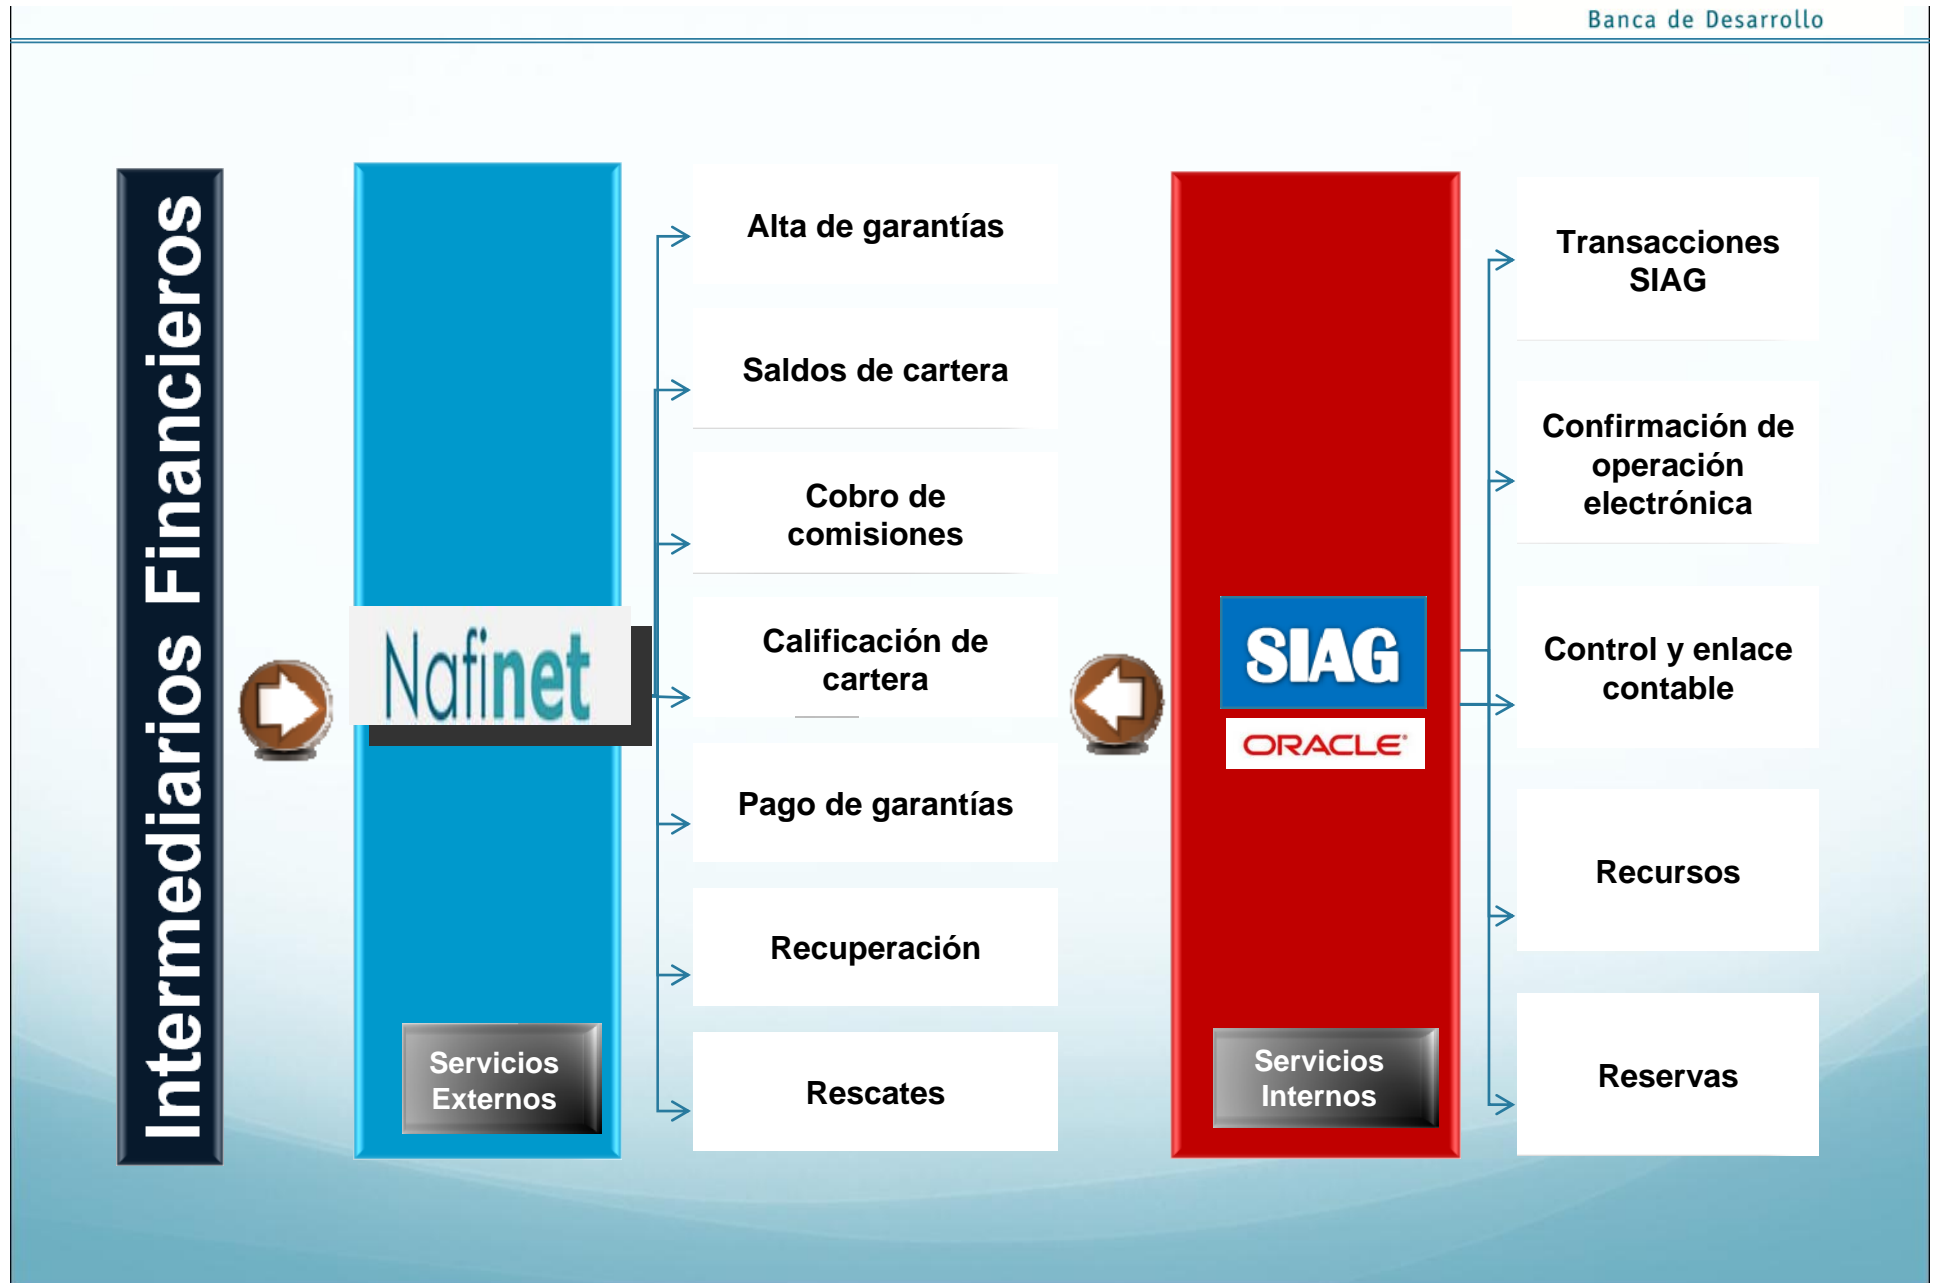 Banca de Desarrollo
Intermediarios Financieros
Nafinet
Servicios
Externos
Alta de garantías
Saldos de cartera
Cobro de
comisiones
Calificación de
cartera
Pago de garantías
Recuperación
Rescates
SIAG
ORACLE
Servicios
Internos
Transacciones
SIAG
Confirmación de
operación
electrónica
Control y enlace
contable
Recursos
Reservas